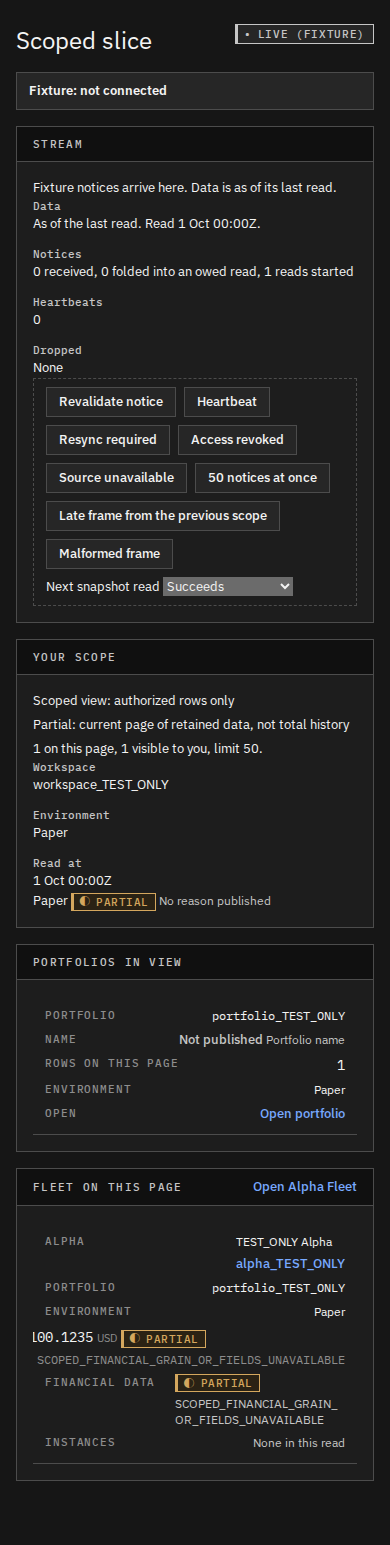 Scoped slice
• LIVE (FIXTURE)
Fixture: not connected
STREAM
Fixture notices arrive here. Data is as of its last read.
Data
As of the last read. Read 1 Oct 00:00Z.
Notices
0 received, 0 folded into an owed read, 1 reads started
Heartbeats
0
Dropped
None
Revalidate notice Heartbeat
Resync required Access revoked
Source unavailable 50 notices at once
Late frame from the previous scope
Malformed frame
Next snapshot read Succeeds
YOUR SCOPE
Scoped view: authorized rows only
Partial: current page of retained data, not total history
1 on this page, 1 visible to you, limit 50.
Workspace
workspace_TEST_ONLY
Environment
Paper
Read at
1 Oct 00:00Z
Paper PARTIAL No reason published
PORTFOLIOS IN VIEW
PORTFOLIO portfolio_TEST_ONLY
NAME Not published Portfolio name
ROWS ON THIS PAGE 1
ENVIRONMENT Paper
OPEN Open portfolio
FLEET ON THIS PAGE Open Alpha Fleet
ALPHA TEST_ONLY Alpha
alpha_TEST_ONLY
PORTFOLIO portfolio_TEST_ONLY
ENVIRONMENT Paper
100.1235 USD PARTIAL
SCOPED_FINANCIAL_GRAIN_OR_FIELDS_UNAVAILABLE
FINANCIAL DATA PARTIAL
SCOPED_FINANCIAL_GRAIN_
OR_FIELDS_UNAVAILABLE
INSTANCES None in this read